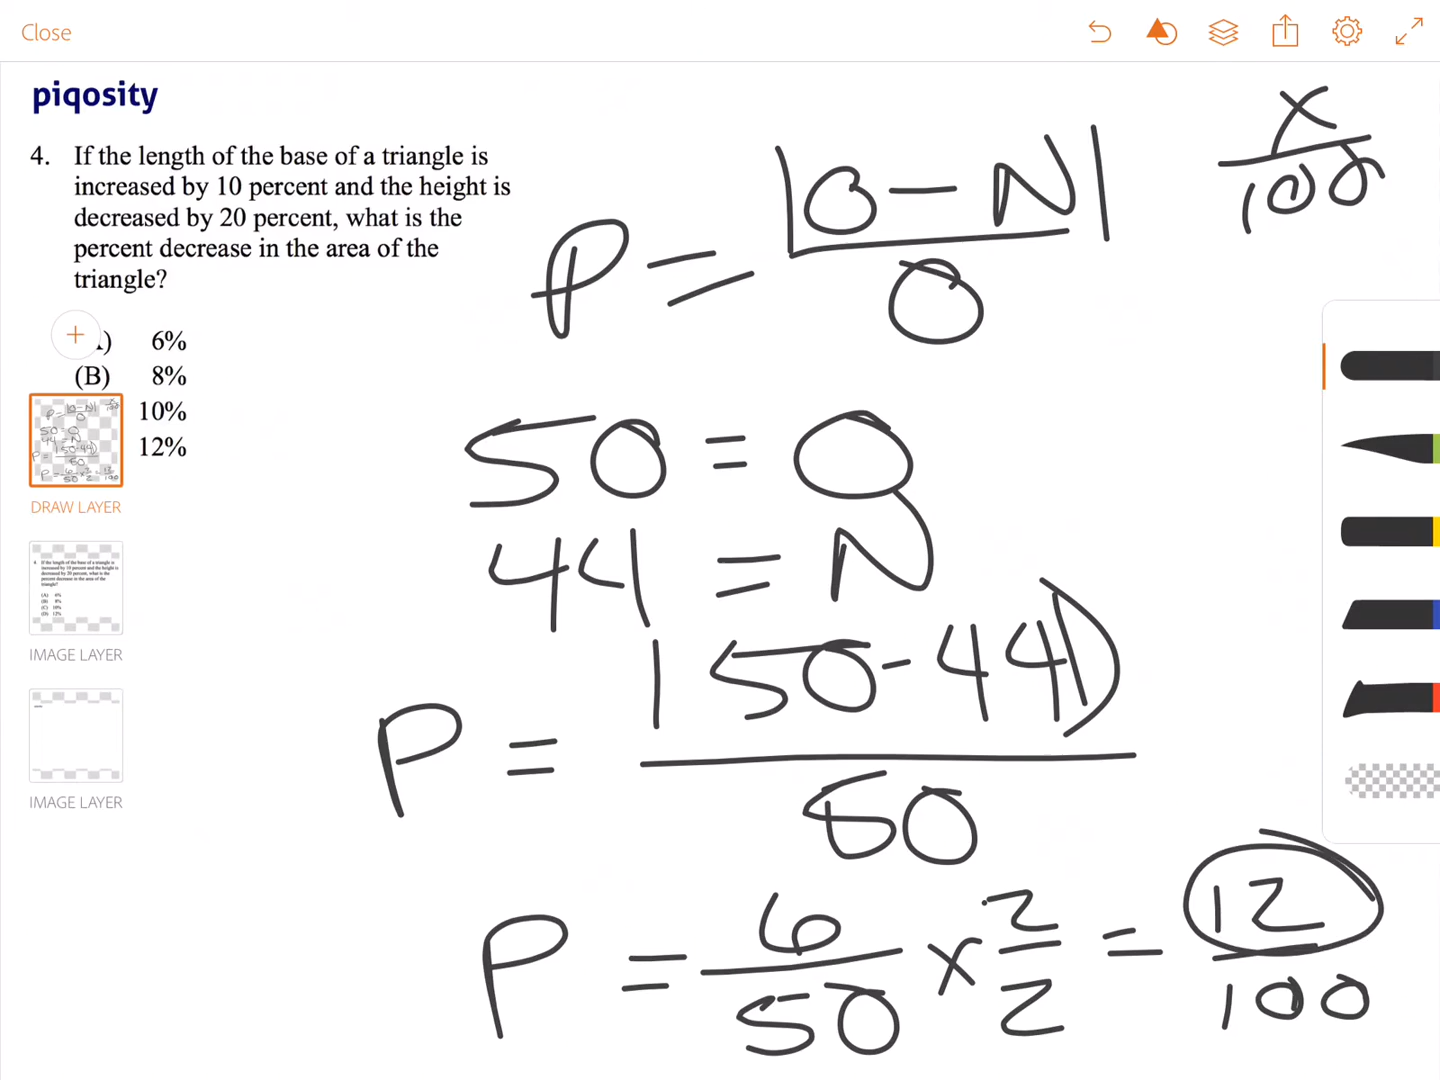 Close
piqosity
4. If the length of the base of a triangle is
increased by 10 percent and the height is
decreased by 20 percent, what is the
percent decrease in the area of the
triangle?
6%
(B) 8%
10%
12%
P = |O - N| / O
x / 100
50 = O
44 = N
P = |50 - 44| / 50
P = 6/50 x 2/2 = 12/100
DRAW LAYER
IMAGE LAYER
IMAGE LAYER